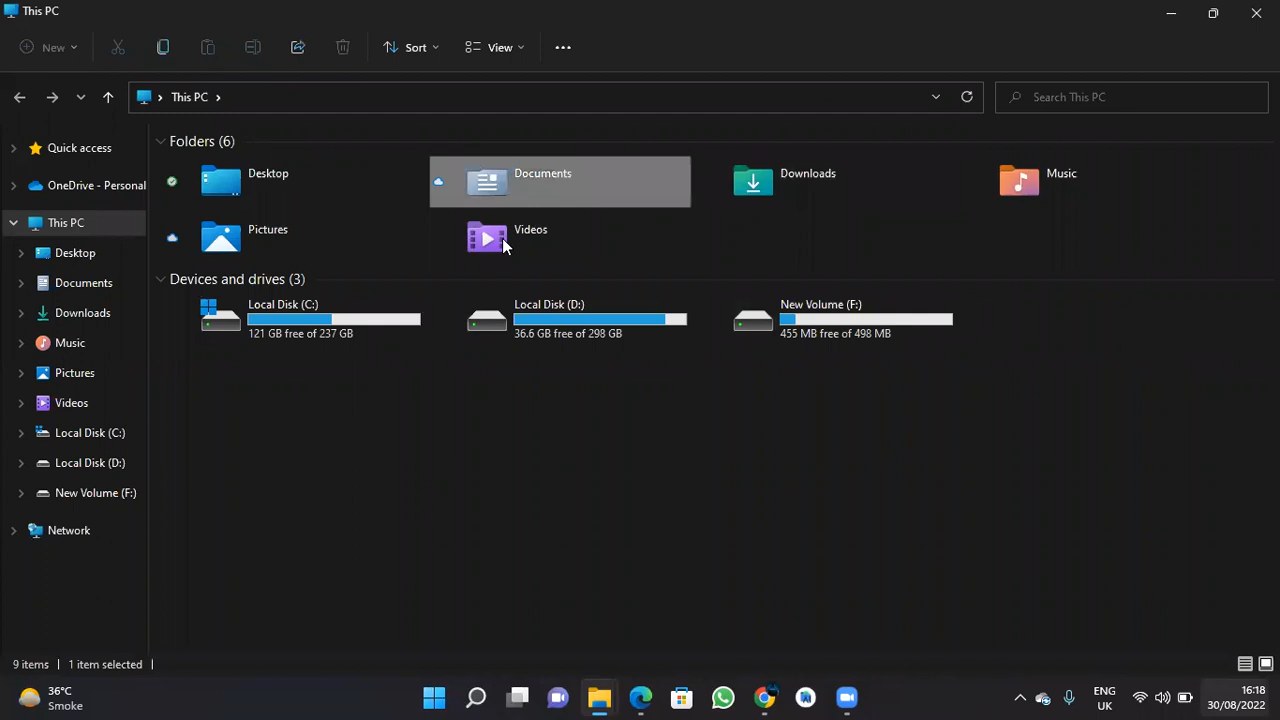 This PC
New
Sort
View
This PC
Search This PC
Quick access
OneDrive - Personal
This PC
Desktop
Documents
Downloads
Music
Pictures
Videos
Local Disk (C:)
Local Disk (D:)
New Volume (F:)
Network
Folders (6)
Desktop
Documents
Downloads
Music
Pictures
Videos
Devices and drives (3)
Local Disk (C:)
121 GB free of 237 GB
Local Disk (D:)
36.6 GB free of 298 GB
New Volume (F:)
455 MB free of 498 MB
9 items
1 item selected
36°C
Smoke
ENG
UK
16:18
30/08/2022